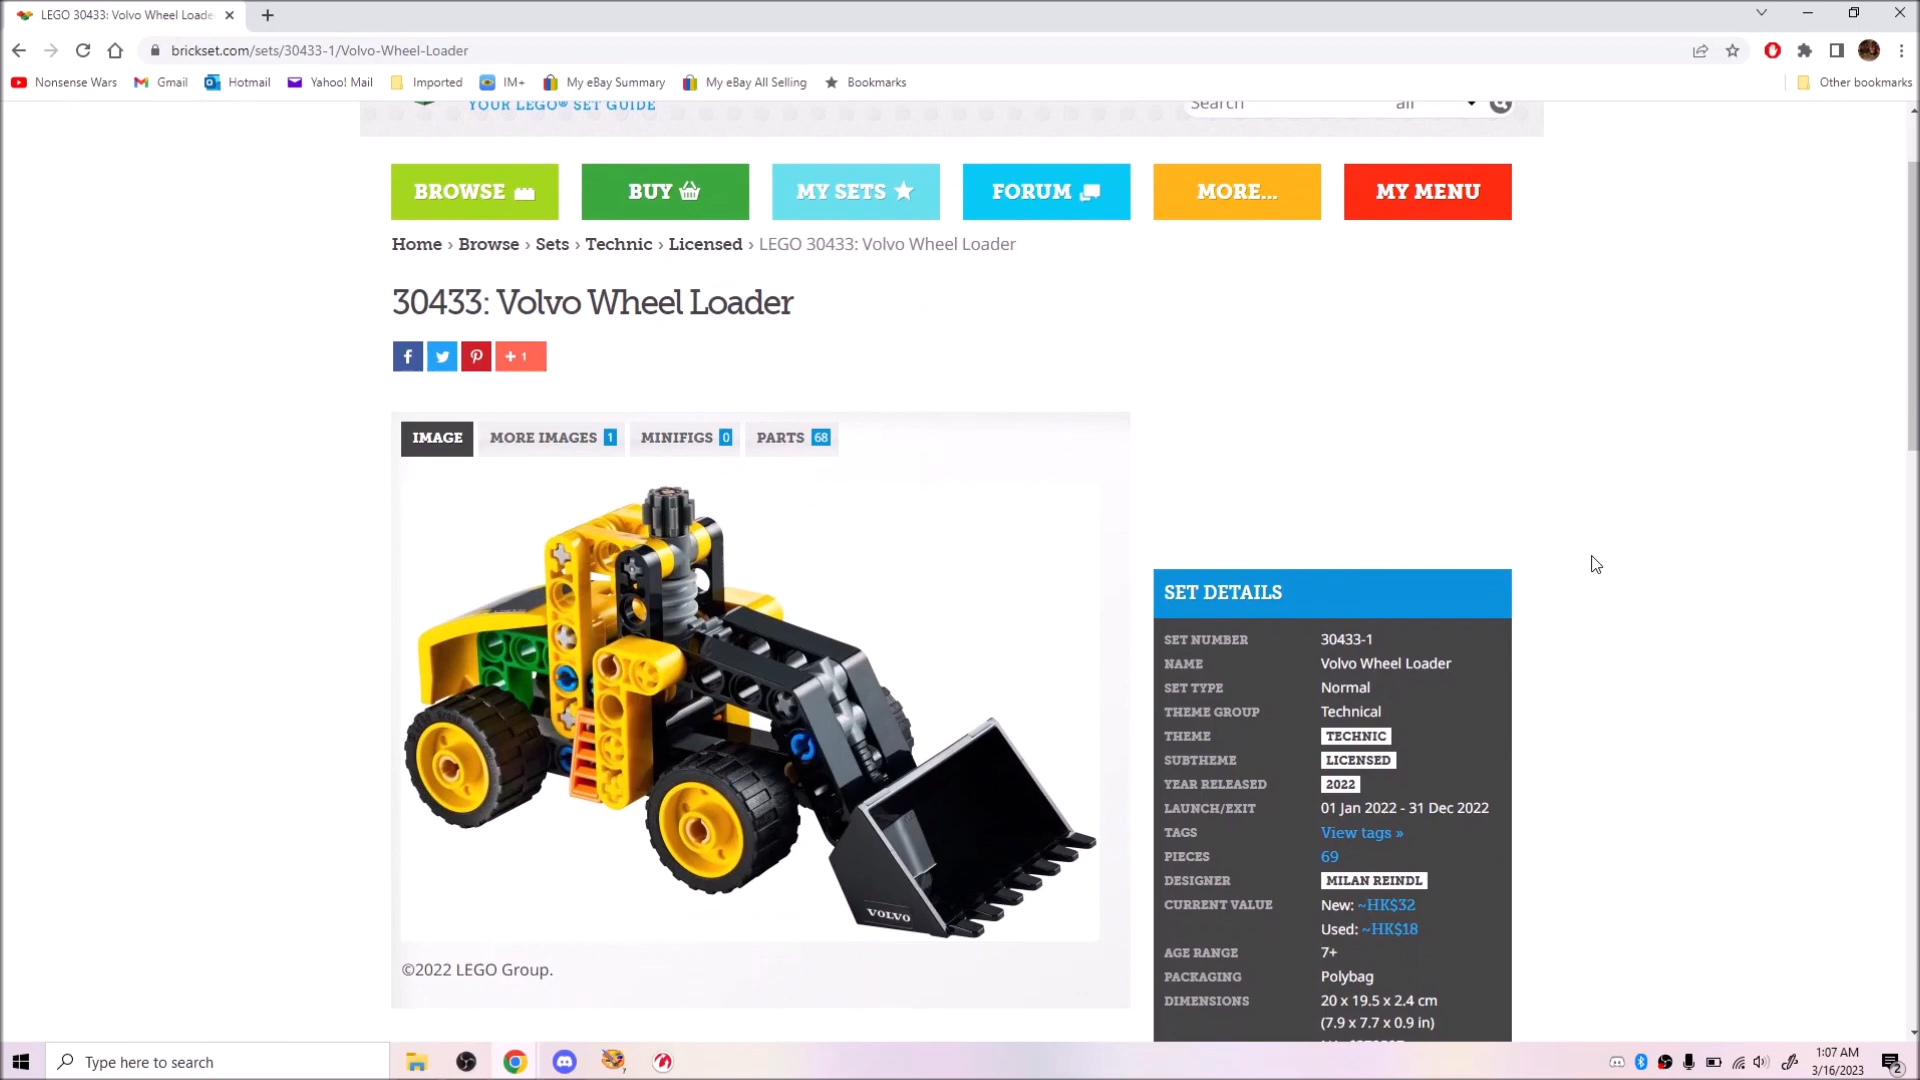 LEGO 30433: Volvo Wheel Loade
brickset.com/sets/30433-1/Volvo-Wheel-Loader
Nonsense Wars Gmail Hotmail Yahoo! Mail Imported IM+ My eBay Summary My eBay All Selling Bookmarks Other bookmarks
YOUR LEGO® SET GUIDE
Search all
BROWSE BUY MY SETS FORUM MORE... MY MENU
Home › Browse › Sets › Technic › Licensed › LEGO 30433: Volvo Wheel Loader
30433: Volvo Wheel Loader
+ 1
IMAGE MORE IMAGES 1 MINIFIGS 0 PARTS 68
VOLVO
©2022 LEGO Group.
SET DETAILS
SET NUMBER 30433-1
NAME Volvo Wheel Loader
SET TYPE Normal
THEME GROUP Technical
THEME TECHNIC
SUBTHEME LICENSED
YEAR RELEASED 2022
LAUNCH/EXIT 01 Jan 2022 - 31 Dec 2022
TAGS View tags »
PIECES 69
DESIGNER MILAN REINDL
CURRENT VALUE New: ~HK$32
Used: ~HK$18
AGE RANGE 7+
PACKAGING Polybag
DIMENSIONS 20 x 19.5 x 2.4 cm
(7.9 x 7.7 x 0.9 in)
Type here to search
1:07 AM
3/16/2023
2